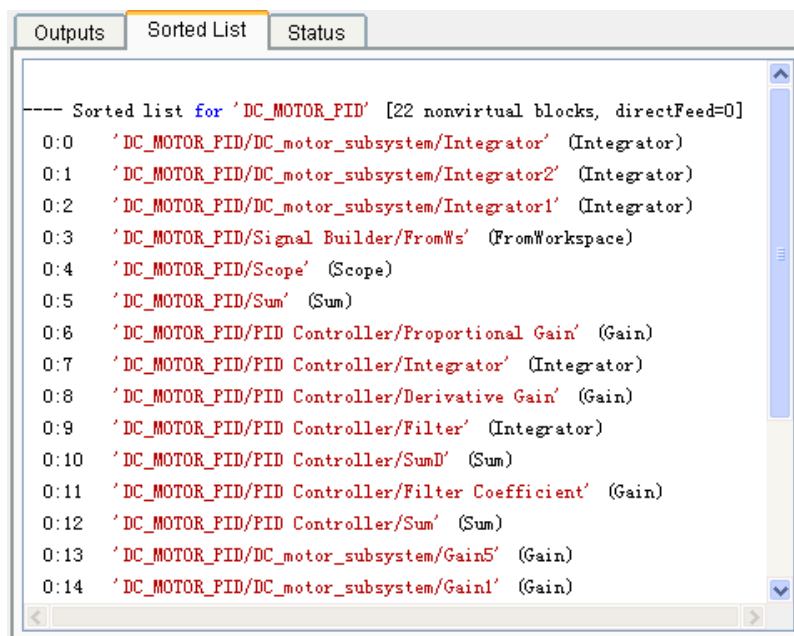 Outputs Sorted List Status
---- Sorted list for 'DC_MOTOR_PID' [22 nonvirtual blocks, directFeed=0]
0:0 'DC_MOTOR_PID/DC_motor_subsystem/Integrator' (Integrator)
0:1 'DC_MOTOR_PID/DC_motor_subsystem/Integrator2' (Integrator)
0:2 'DC_MOTOR_PID/DC_motor_subsystem/Integrator1' (Integrator)
0:3 'DC_MOTOR_PID/Signal Builder/FromWs' (FromWorkspace)
0:4 'DC_MOTOR_PID/Scope' (Scope)
0:5 'DC_MOTOR_PID/Sum' (Sum)
0:6 'DC_MOTOR_PID/PID Controller/Proportional Gain' (Gain)
0:7 'DC_MOTOR_PID/PID Controller/Integrator' (Integrator)
0:8 'DC_MOTOR_PID/PID Controller/Derivative Gain' (Gain)
0:9 'DC_MOTOR_PID/PID Controller/Filter' (Integrator)
0:10 'DC_MOTOR_PID/PID Controller/SumD' (Sum)
0:11 'DC_MOTOR_PID/PID Controller/Filter Coefficient' (Gain)
0:12 'DC_MOTOR_PID/PID Controller/Sum' (Sum)
0:13 'DC_MOTOR_PID/DC_motor_subsystem/Gain5' (Gain)
0:14 'DC_MOTOR_PID/DC_motor_subsystem/Gain1' (Gain)